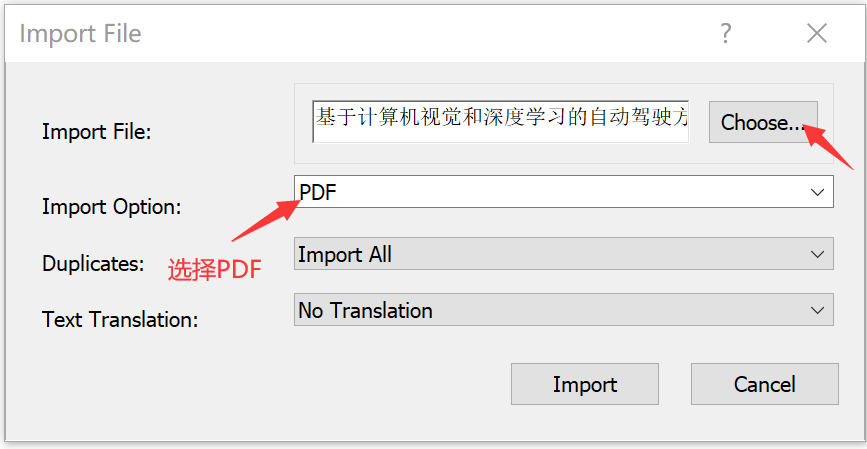 Import File
?
Import File:
基于计算机视觉和深度学习的自动驾驶方
Choose...
Import Option:
PDF
Duplicates:
选择PDF
Import All
Text Translation:
No Translation
Import
Cancel